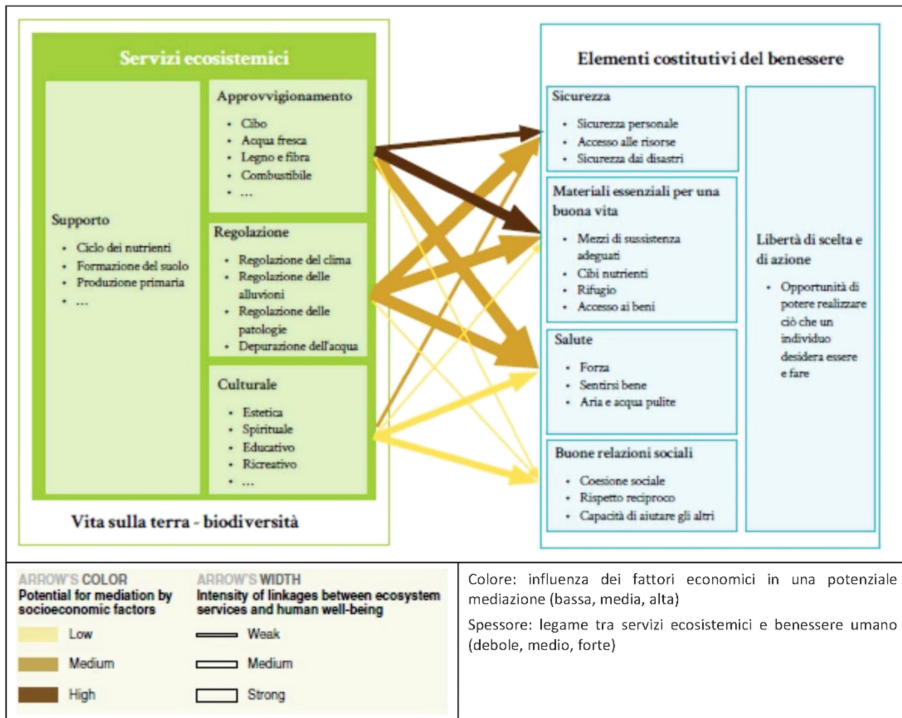 Servizi ecosistemici
Supporto
• Ciclo dei nutrienti
• Formazione del suolo
• Produzione primaria
• ...
Approvvigionamento
• Cibo
• Acqua fresca
• Legno e fibra
• Combustibile
• ...
Regolazione
• Regolazione del clima
• Regolazione delle
alluvioni
• Regolazione delle
patologie
• Depurazione dell'acqua
Culturale
• Estetica
• Spirituale
• Educativo
• Ricreativo
• ...
Vita sulla terra - biodiversità
Elementi costitutivi del benessere
Sicurezza
• Sicurezza personale
• Accesso alle risorse
• Sicurezza dai disastri
Materiali essenziali per una
buona vita
• Mezzi di sussistenza
adeguati
• Cibi nutrienti
• Rifugio
• Accesso ai beni
Salute
• Forza
• Sentirsi bene
• Aria e acqua pulite
Buone relazioni sociali
• Coesione sociale
• Rispetto reciproco
• Capacità di aiutare gli altri
Libertà di scelta e
di azione
• Opportunità di
potere realizzare
ciò che un
individuo
desidera essere
e fare
ARROW'S COLOR
Potential for mediation by
socioeconomic factors
Low
Medium
High
ARROW'S WIDTH
Intensity of linkages between ecosystem
services and human well-being
Weak
Medium
Strong
Colore: influenza dei fattori economici in una potenziale
mediazione (bassa, media, alta)
Spessore: legame tra servizi ecosistemici e benessere umano
(debole, medio, forte)